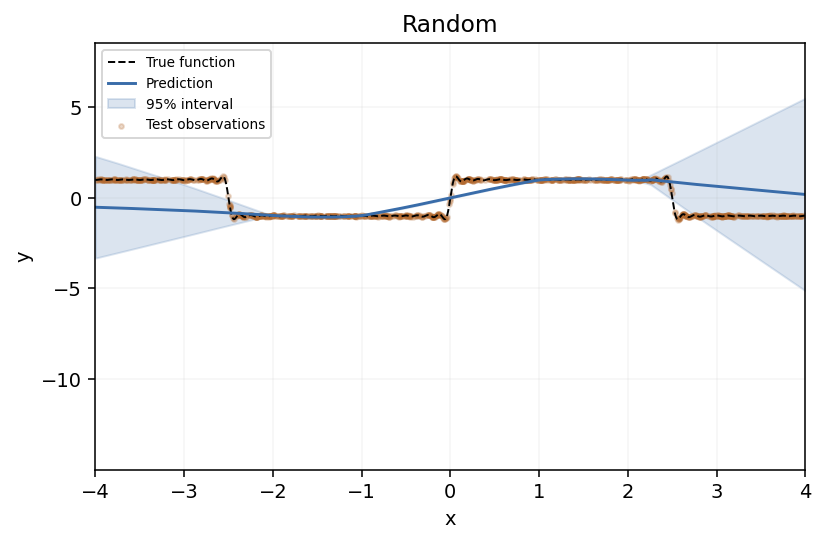 Random
True function
Prediction
95% interval
Test observations
5
0
−5
−10
y
−4
−3
−2
−1
0
1
2
3
4
x